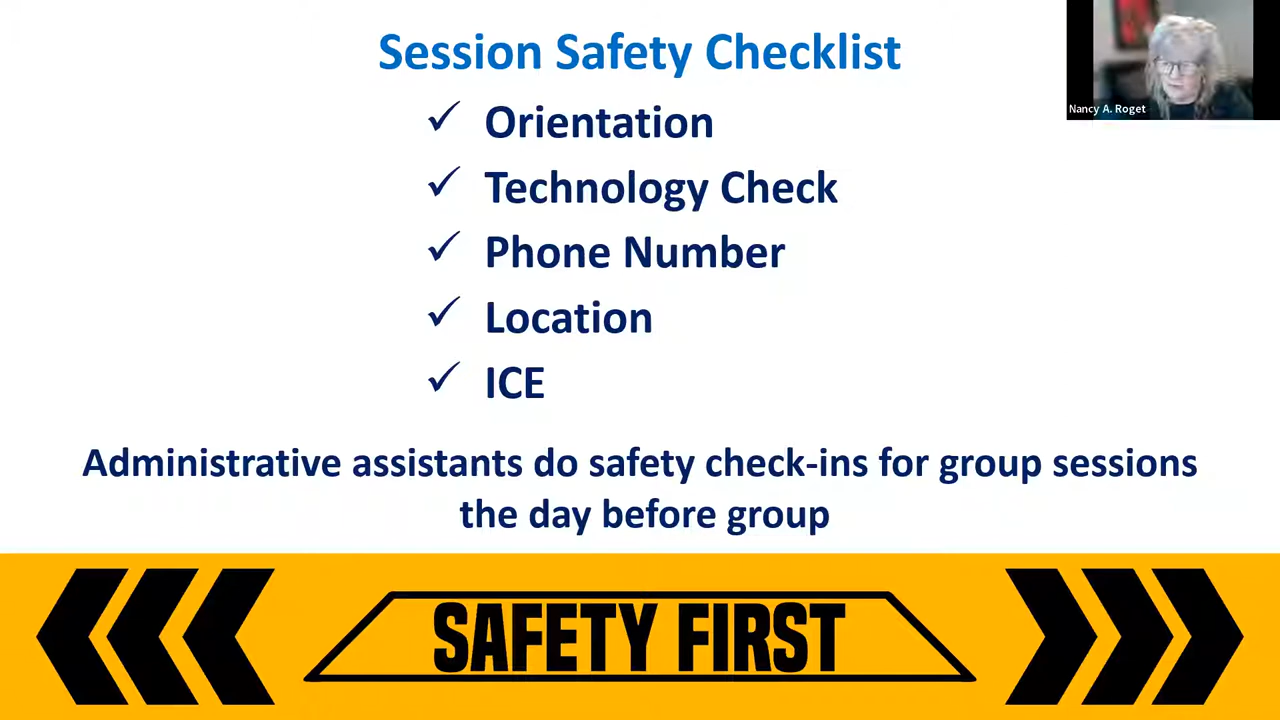 Session Safety Checklist
Nancy A. Roget
✓ Orientation
✓ Technology Check
✓ Phone Number
✓ Location
✓ ICE
Administrative assistants do safety check-ins for group sessions
the day before group
SAFETY FIRST